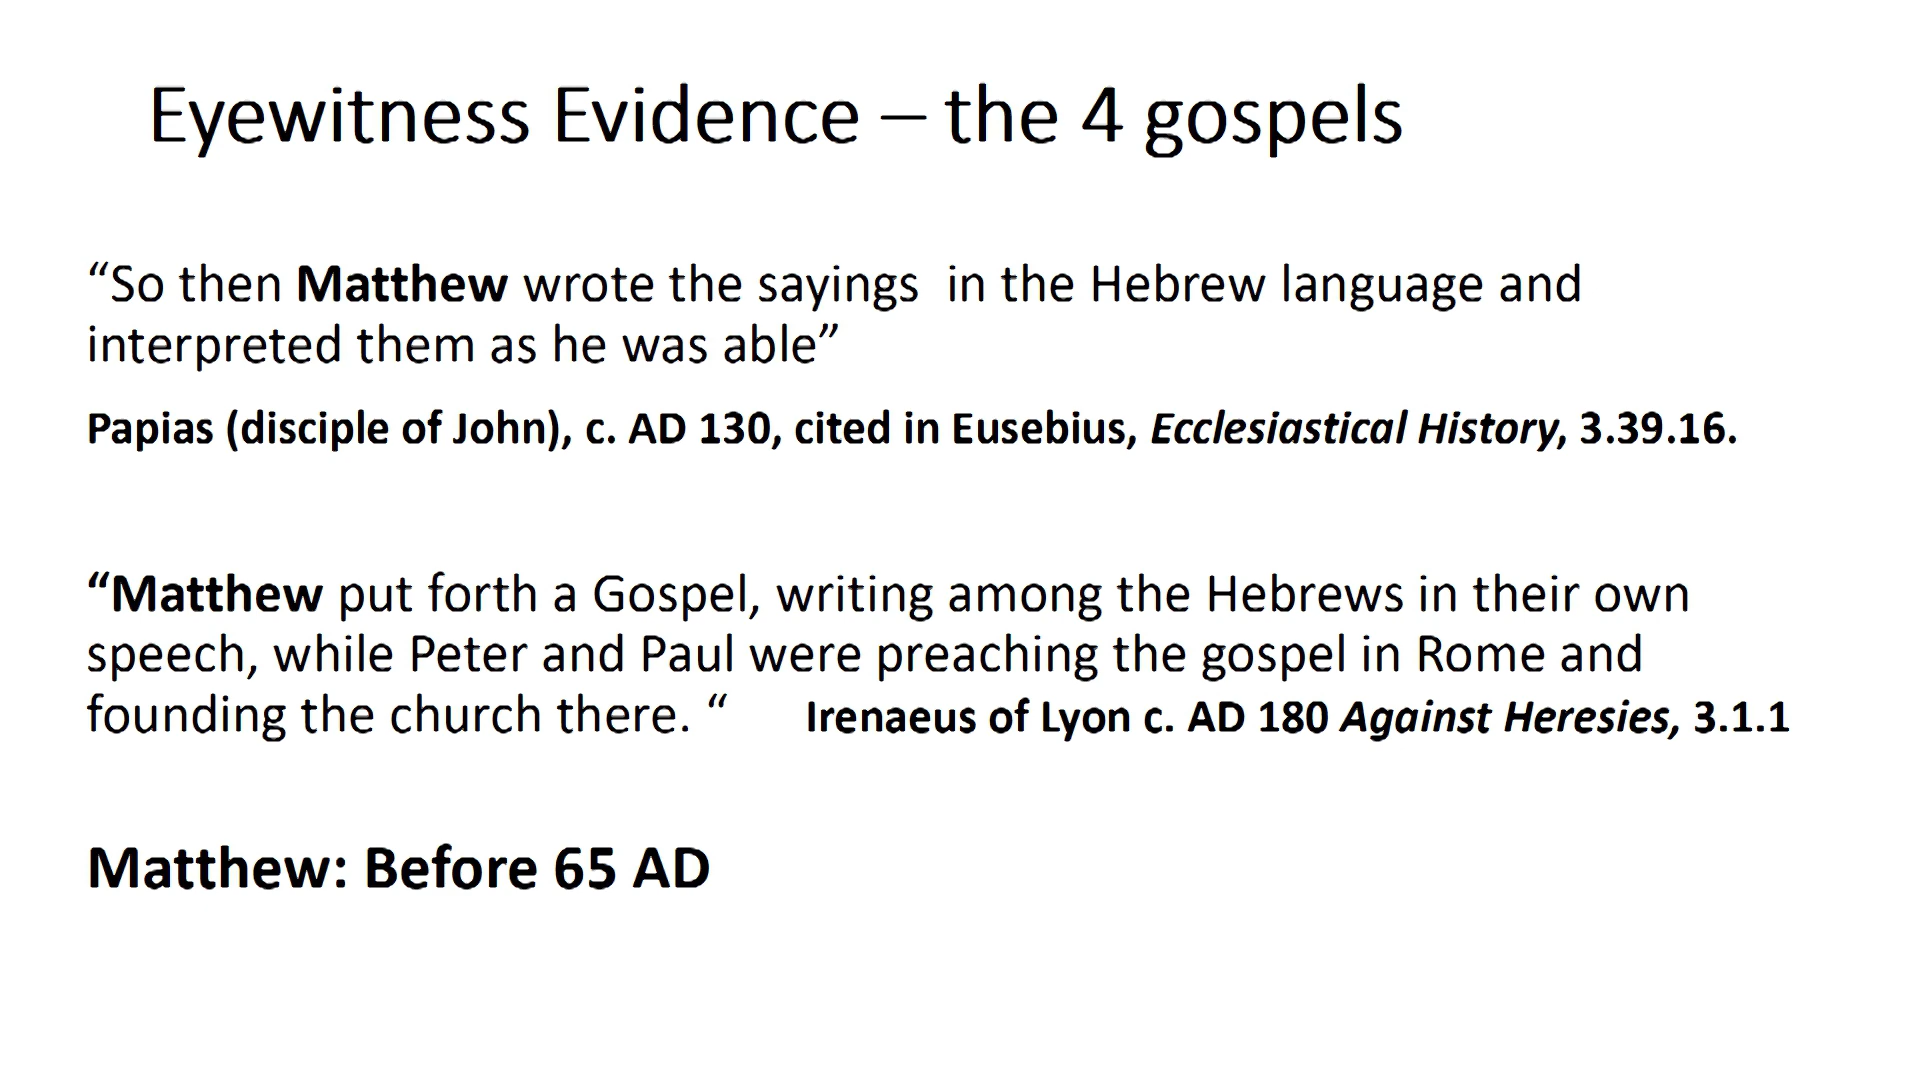 Eyewitness Evidence – the 4 gospels
“So then Matthew wrote the sayings  in the Hebrew language and
interpreted them as he was able”
Papias (disciple of John), c. AD 130, cited in Eusebius, Ecclesiastical History, 3.39.16.
“Matthew put forth a Gospel, writing among the Hebrews in their own
speech, while Peter and Paul were preaching the gospel in Rome and
founding the church there. “ Irenaeus of Lyon c. AD 180 Against Heresies, 3.1.1
Matthew: Before 65 AD